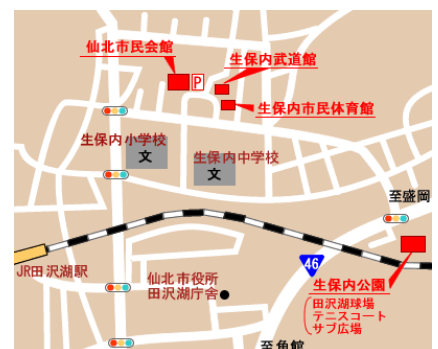 仙北市民会館
P
生保内武道館
生保内市民体育館
生保内小学校
文
生保内中学校
文
至盛岡
JR田沢湖駅
仙北市役所
田沢湖庁舎
46
生保内公園
田沢湖球場
テニスコート
サブ広場
至角館